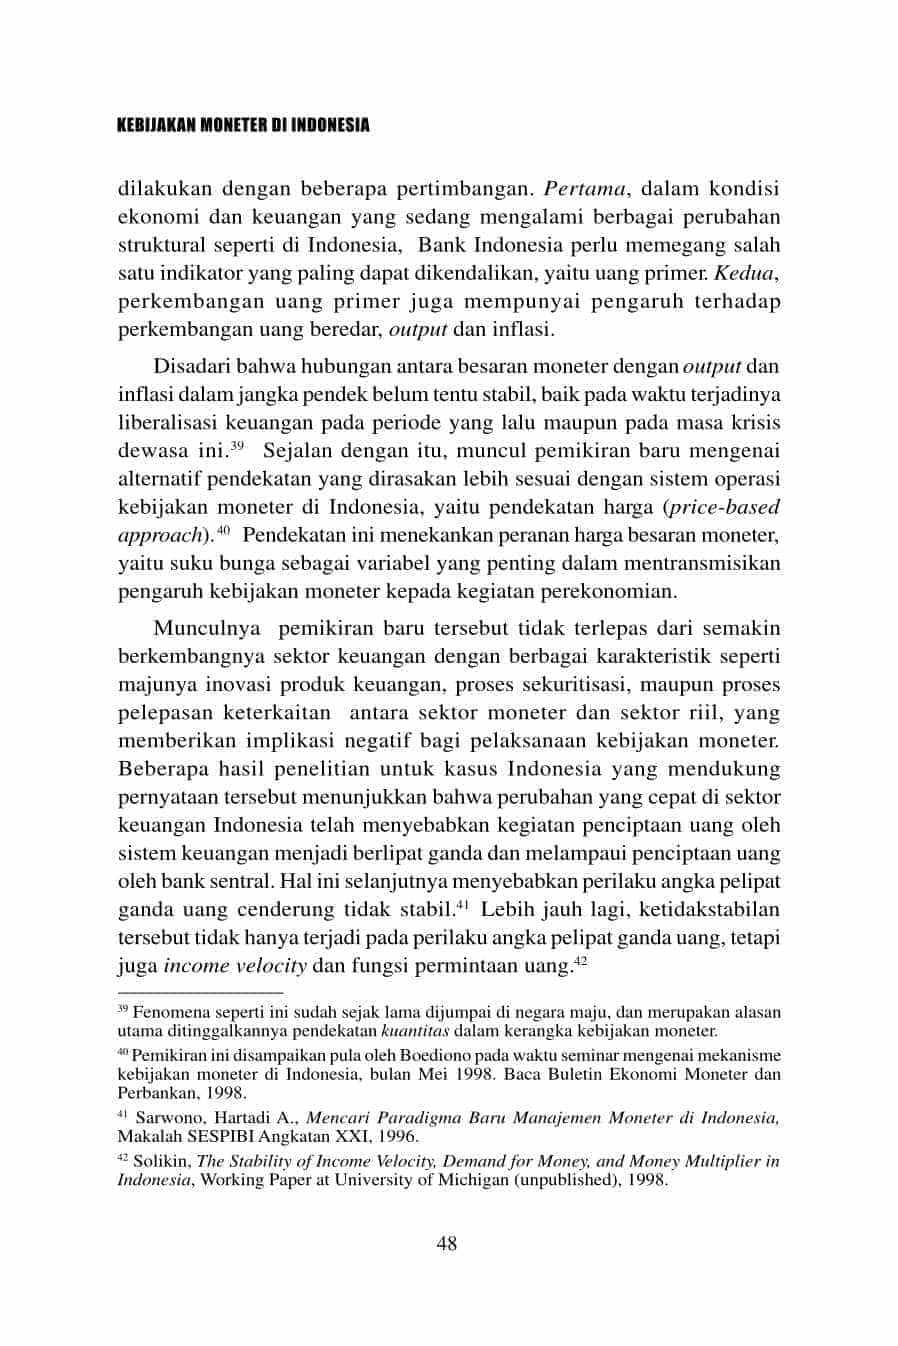 KEBIJAKAN MONETER DI INDONESIA
dilakukan dengan beberapa pertimbangan. Pertama, dalam kondisi
ekonomi dan keuangan yang sedang mengalami berbagai perubahan
struktural seperti di Indonesia, Bank Indonesia perlu memegang salah
satu indikator yang paling dapat dikendalikan, yaitu uang primer. Kedua,
perkembangan uang primer juga mempunyai pengaruh terhadap
perkembangan uang beredar, output dan inflasi.
Disadari bahwa hubungan antara besaran moneter dengan output dan
inflasi dalam jangka pendek belum tentu stabil, baik pada waktu terjadinya
liberalisasi keuangan pada periode yang lalu maupun pada masa krisis
dewasa ini.39 Sejalan dengan itu, muncul pemikiran baru mengenai
alternatif pendekatan yang dirasakan lebih sesuai dengan sistem operasi
kebijakan moneter di Indonesia, yaitu pendekatan harga (price-based
approach).40 Pendekatan ini menekankan peranan harga besaran moneter,
yaitu suku bunga sebagai variabel yang penting dalam mentransmisikan
pengaruh kebijakan moneter kepada kegiatan perekonomian.
Munculnya pemikiran baru tersebut tidak terlepas dari semakin
berkembangnya sektor keuangan dengan berbagai karakteristik seperti
majunya inovasi produk keuangan, proses sekuritisasi, maupun proses
pelepasan keterkaitan antara sektor moneter dan sektor riil, yang
memberikan implikasi negatif bagi pelaksanaan kebijakan moneter.
Beberapa hasil penelitian untuk kasus Indonesia yang mendukung
pernyataan tersebut menunjukkan bahwa perubahan yang cepat di sektor
keuangan Indonesia telah menyebabkan kegiatan penciptaan uang oleh
sistem keuangan menjadi berlipat ganda dan melampaui penciptaan uang
oleh bank sentral. Hal ini selanjutnya menyebabkan perilaku angka pelipat
ganda uang cenderung tidak stabil.41 Lebih jauh lagi, ketidakstabilan
tersebut tidak hanya terjadi pada perilaku angka pelipat ganda uang, tetapi
juga income velocity dan fungsi permintaan uang.42
39 Fenomena seperti ini sudah sejak lama dijumpai di negara maju, dan merupakan alasan
utama ditinggalkannya pendekatan kuantitas dalam kerangka kebijakan moneter.
40 Pemikiran ini disampaikan pula oleh Boediono pada waktu seminar mengenai mekanisme
kebijakan moneter di Indonesia, bulan Mei 1998. Baca Buletin Ekonomi Moneter dan
Perbankan, 1998.
41 Sarwono, Hartadi A., Mencari Paradigma Baru Manajemen Moneter di Indonesia,
Makalah SESPIBI Angkatan XXI, 1996.
42 Solikin, The Stability of Income Velocity, Demand for Money, and Money Multiplier in
Indonesia, Working Paper at University of Michigan (unpublished), 1998.
48